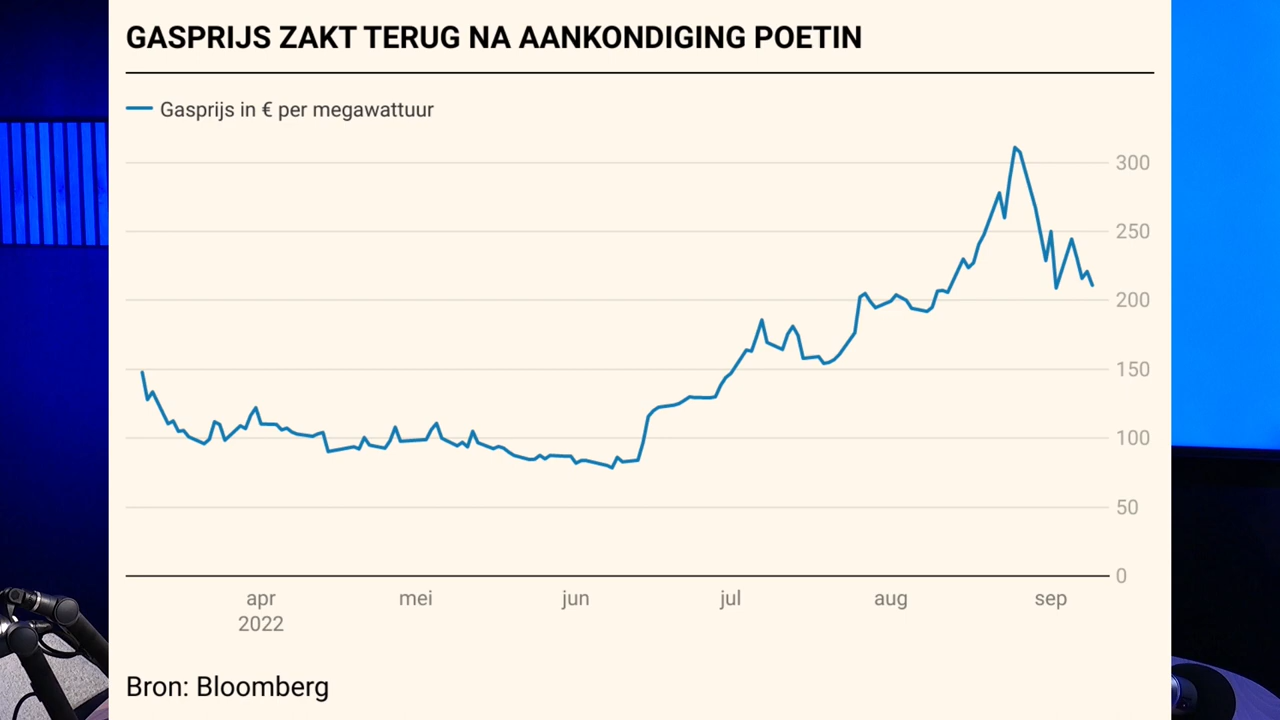 GASPRIJS ZAKT TERUG NA AANKONDIGING POETIN
Gasprijs in € per megawattuur
300
250
200
150
100
50
0
apr mei jun jul aug sep
2022
Bron: Bloomberg